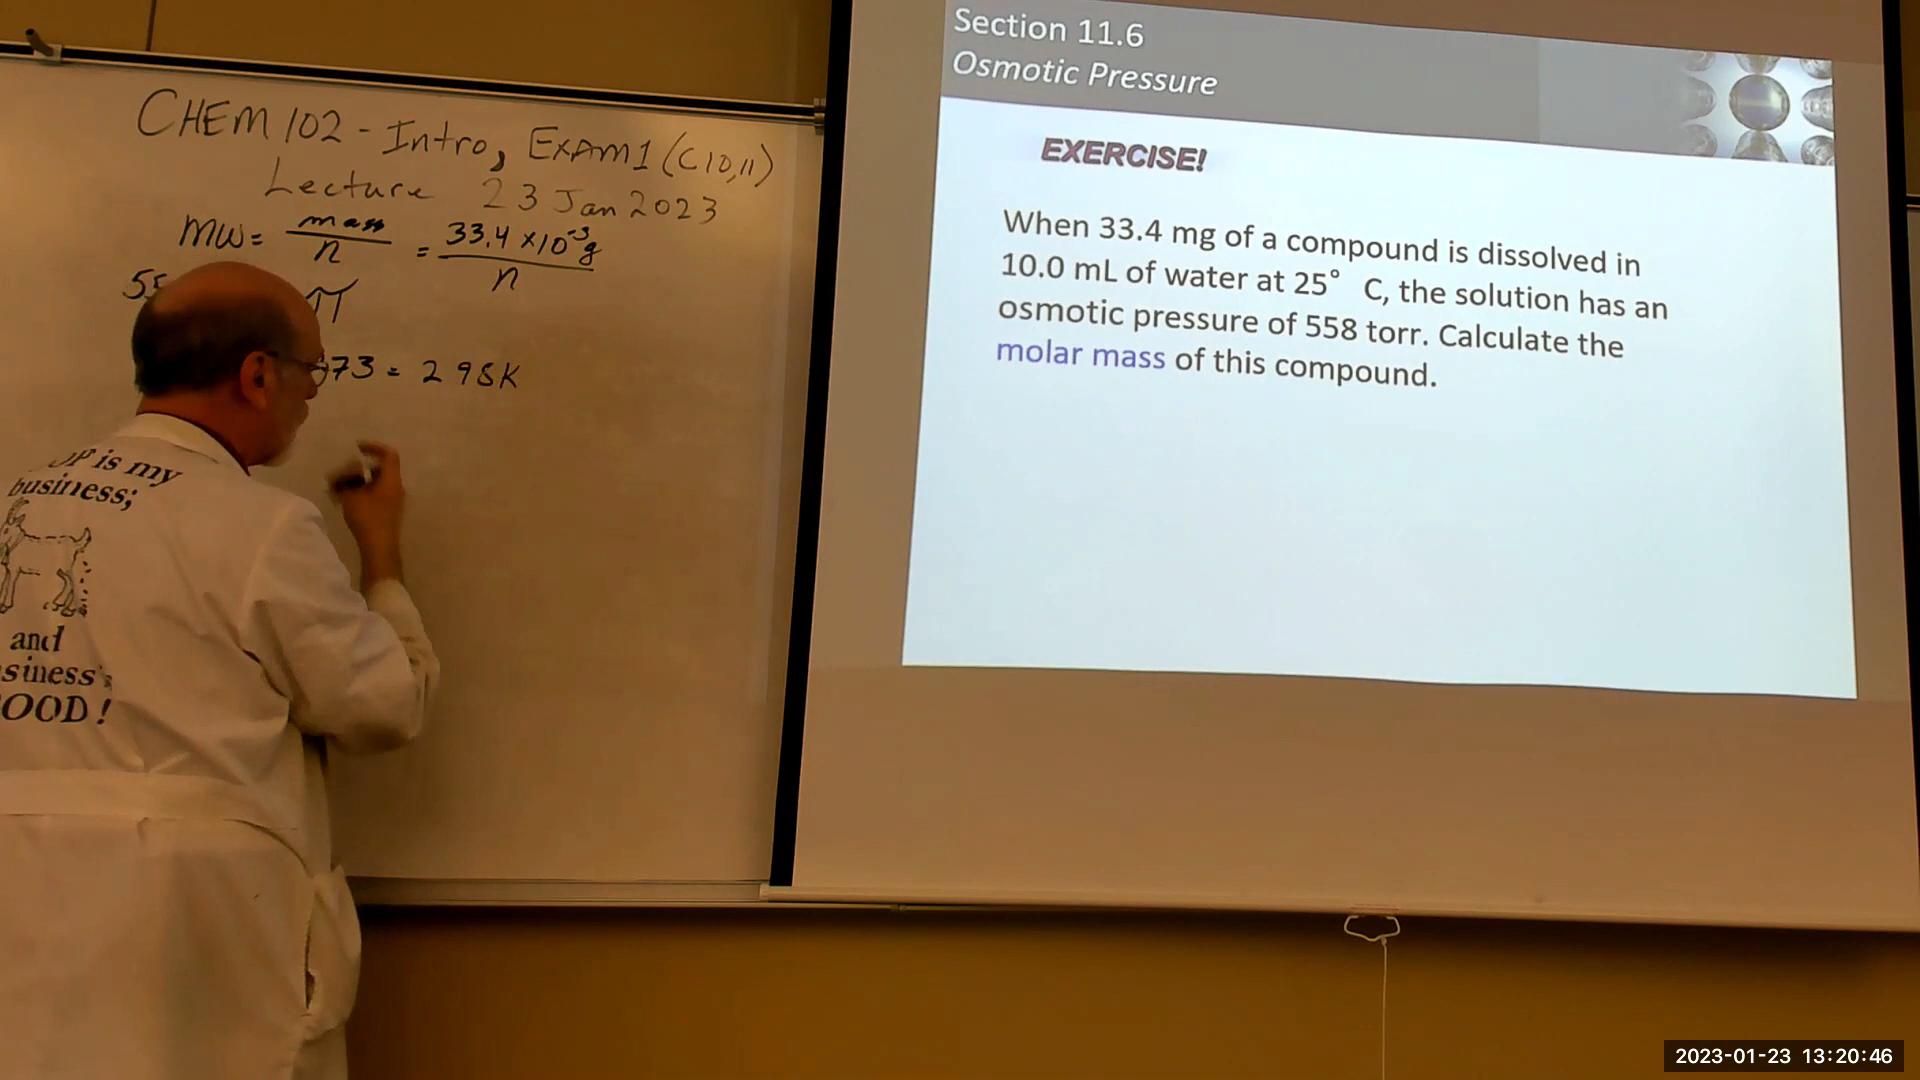 CHEM 102 - Intro, EXAM 1 (C10,11)
Lecture 23 Jan 2023
MW = mass / n = 33.4 x10⁻³g / n
55
π
73 = 298K
is my
business;
and
siness's
OOD!
Section 11.6
Osmotic Pressure
EXERCISE!
When 33.4 mg of a compound is dissolved in
10.0 mL of water at 25° C, the solution has an
osmotic pressure of 558 torr. Calculate the
molar mass of this compound.
2023-01-23 13:20:46